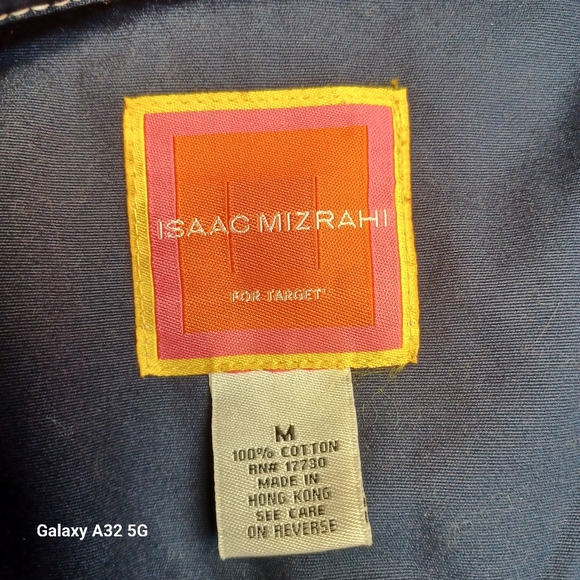 ISAAC MIZRAHI
FOR TARGET
M
100% COTTON
RN# 17730
MADE IN
HONG KONG
SEE CARE
ON REVERSE
Galaxy A32 5G